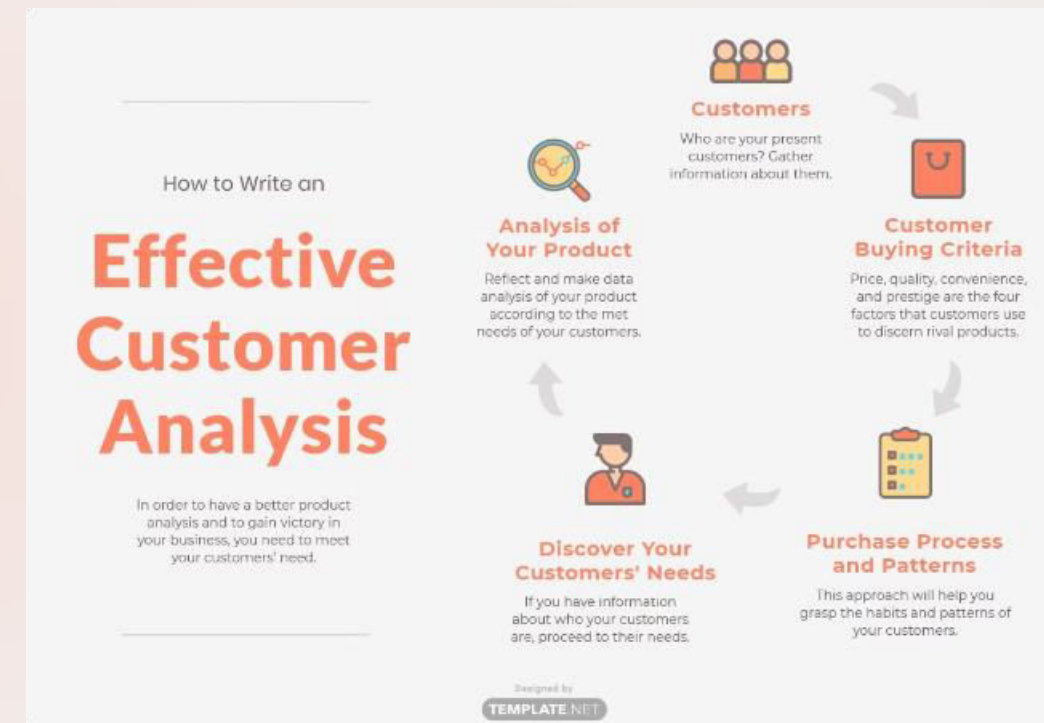 How to Write an
Effective
Customer
Analysis
In order to have a better product
analysis and to gain victory in
your business, you need to meet
your customers' need.
Customers
Who are your present
customers? Gather
information about them.
Customer
Buying Criteria
Price, quality, convenience,
and prestige are the four
factors that customers use
to discern rival products.
Purchase Process
and Patterns
This approach will help you
grasp the habits and patterns of
your customers.
Discover Your
Customers' Needs
If you have information
about who your customers
are, proceed to their needs.
Analysis of
Your Product
Reflect and make data
analysis of your product
according to the met
needs of your customers.
Designed by
TEMPLATE.NET